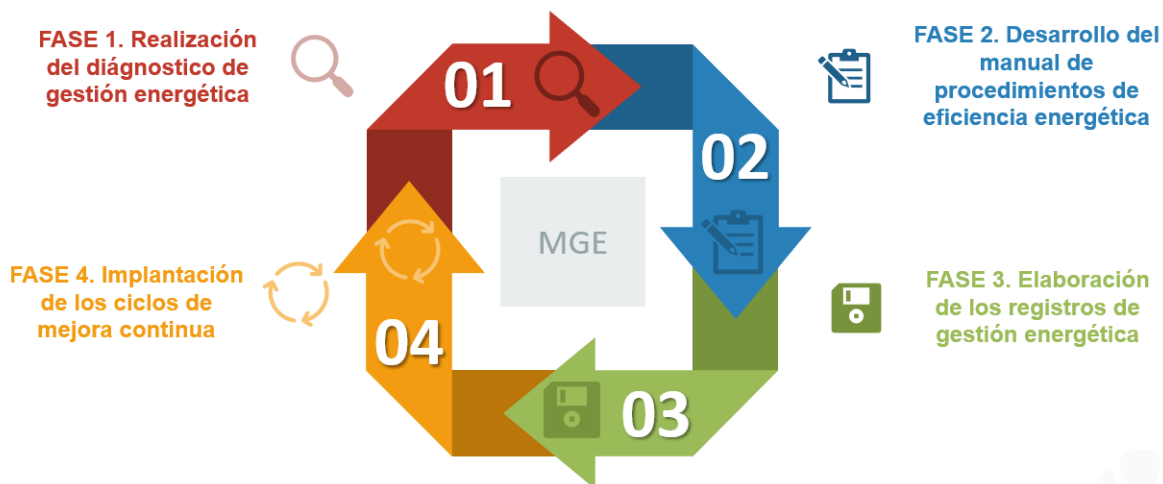 FASE 1. Realización
del diágnostico de
gestión energética
01
FASE 2. Desarrollo del
manual de
procedimientos de
eficiencia energética
02
MGE
FASE 4. Implantación
de los ciclos de
mejora continua
04
FASE 3. Elaboración
de los registros de
gestión energética
03